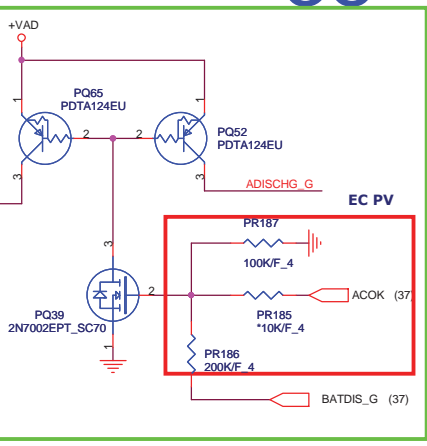 +VAD
1
1
PQ65
PDTA124EU
2
2
PQ52
PDTA124EU
3
3
ADISCHG_G
EC PV
PR187
100K/F_4
3
2
ACOK (37)
PQ39
2N7002EPT_SC70
PR185
*10K/F_4
1
PR186
200K/F_4
BATDIS_G (37)